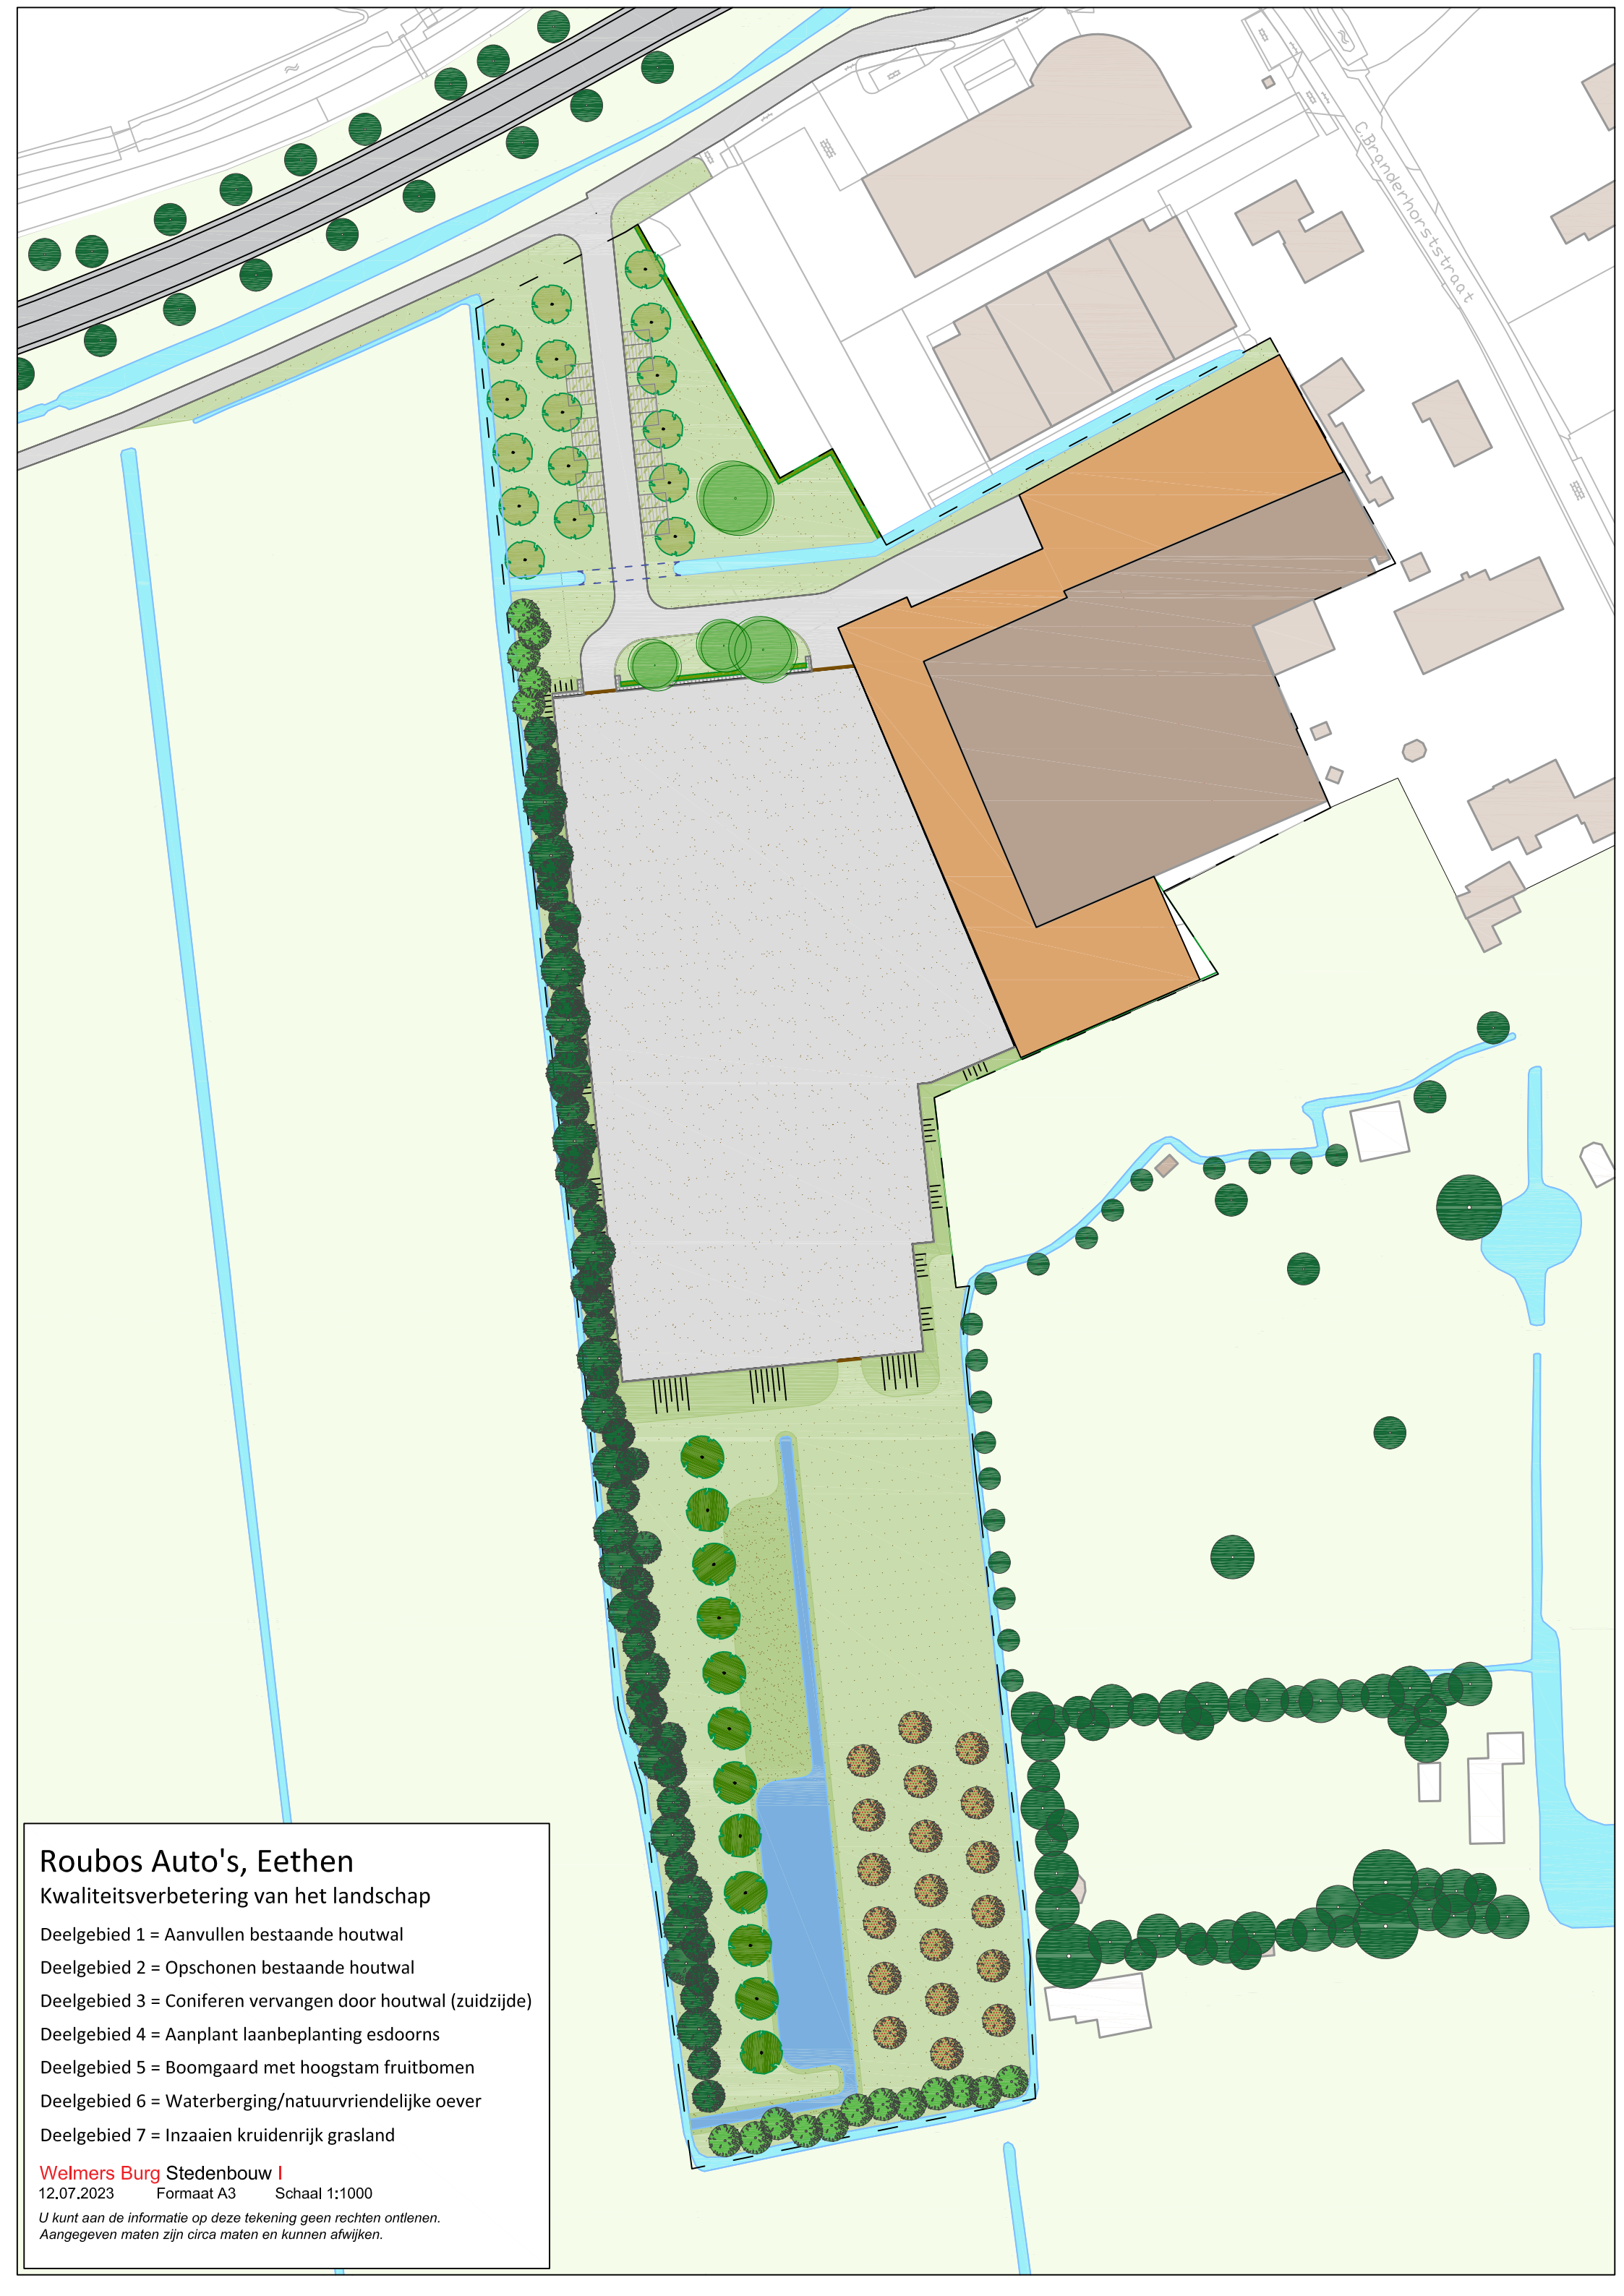 C.Branderhorststraat
Roubos Auto's, Eethen
Kwaliteitsverbetering van het landschap
Deelgebied 1 = Aanvullen bestaande houtwal
Deelgebied 2 = Opschonen bestaande houtwal
Deelgebied 3 = Coniferen vervangen door houtwal (zuidzijde)
Deelgebied 4 = Aanplant laanbeplanting esdoorns
Deelgebied 5 = Boomgaard met hoogstam fruitbomen
Deelgebied 6 = Waterberging/natuurvriendelijke oever
Deelgebied 7 = Inzaaien kruidenrijk grasland
Welmers Burg Stedenbouw I
12.07.2023 Formaat A3 Schaal 1:1000
U kunt aan de informatie op deze tekening geen rechten ontlenen.
Aangegeven maten zijn circa maten en kunnen afwijken.